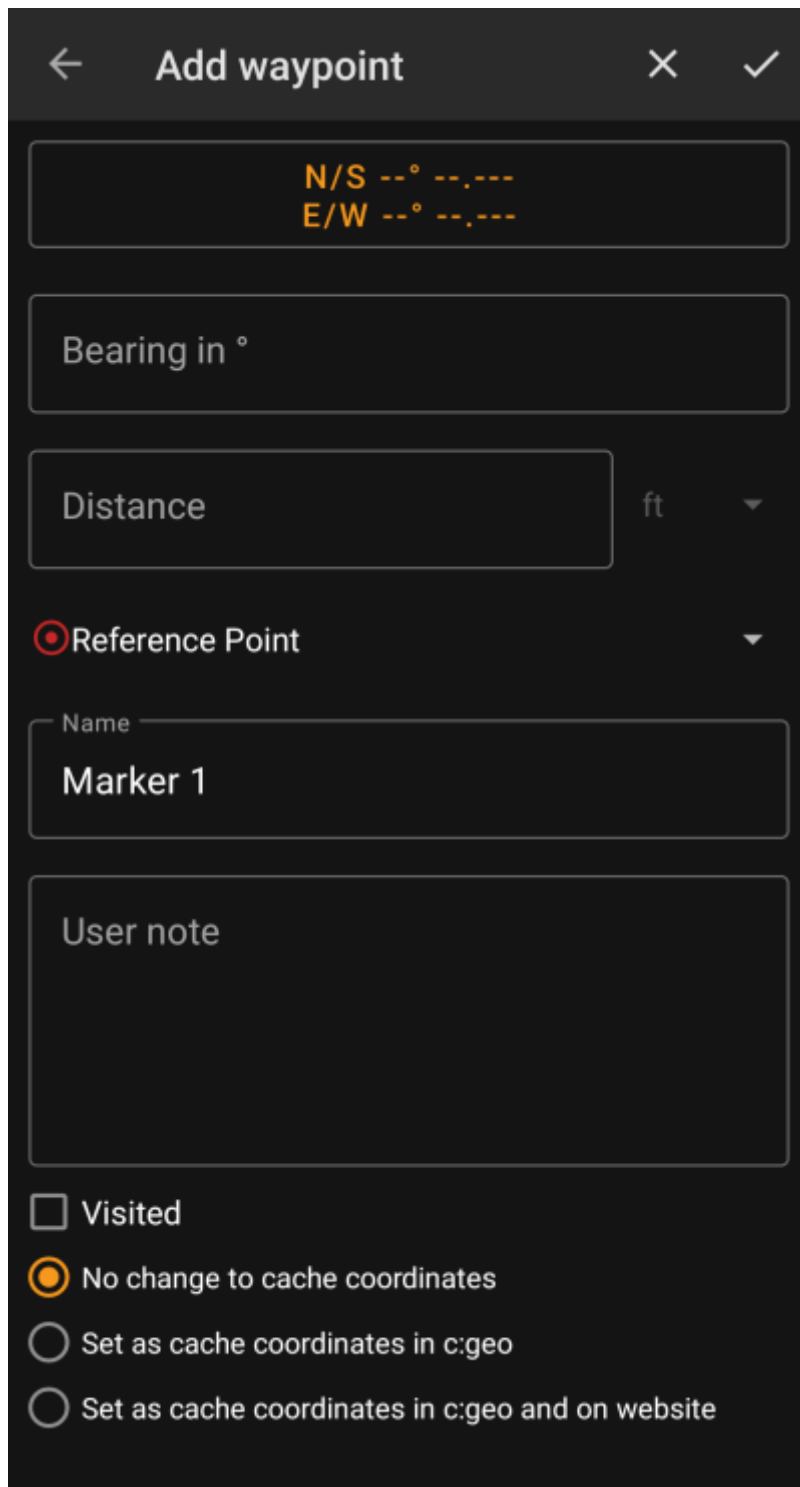 Add waypoint
N/S --° --.---
E/W --° --.---
Bearing in °
Distance
ft
Reference Point
Name
Marker 1
User note
Visited
No change to cache coordinates
Set as cache coordinates in c:geo
Set as cache coordinates in c:geo and on website